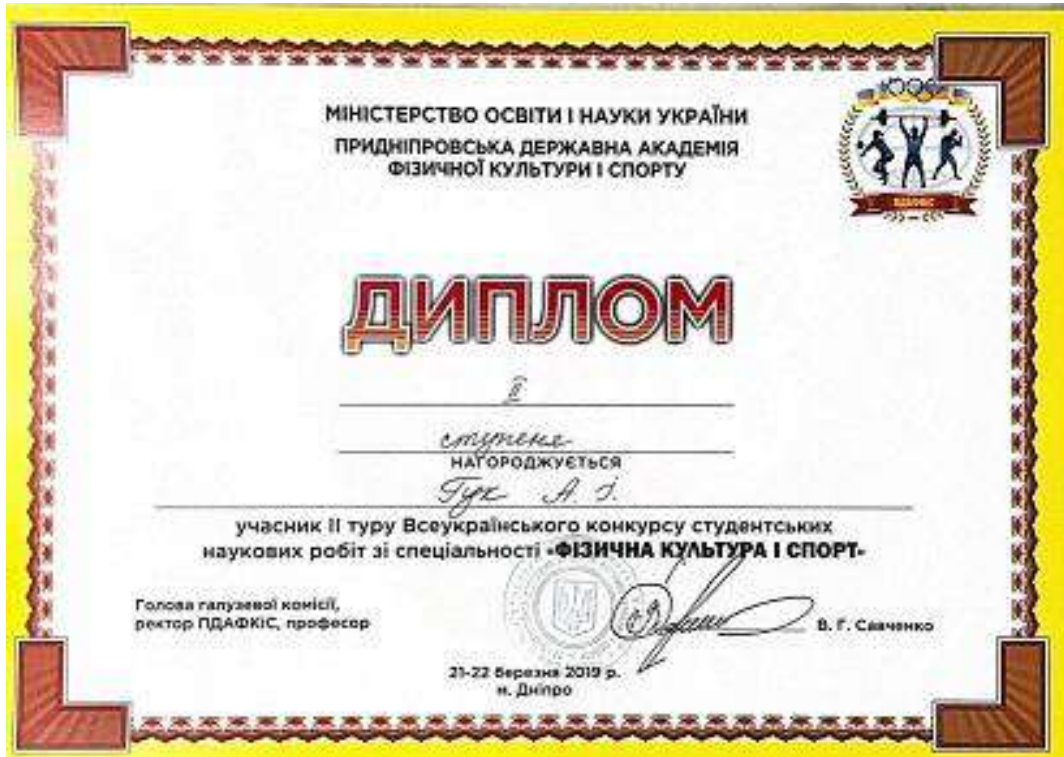 МІНІСТЕРСТВО ОСВІТИ І НАУКИ УКРАЇНИ
ПРИДНІПРОВСЬКА ДЕРЖАВНА АКАДЕМІЯ
ФІЗИЧНОЇ КУЛЬТУРИ І СПОРТУ
ПДАФКіС
ДИПЛОМ
ІІ
ступеня
НАГОРОДЖУЄТЬСЯ
Гук А. І.
учасник ІІ туру Всеукраїнського конкурсу студентських
наукових робіт зі спеціальності «ФІЗИЧНА КУЛЬТУРА І СПОРТ»
Голова галузевої комісії,
ректор ПДАФКіС, професор
В. Г. Савченко
21-22 березня 2019 р.
м. Дніпро